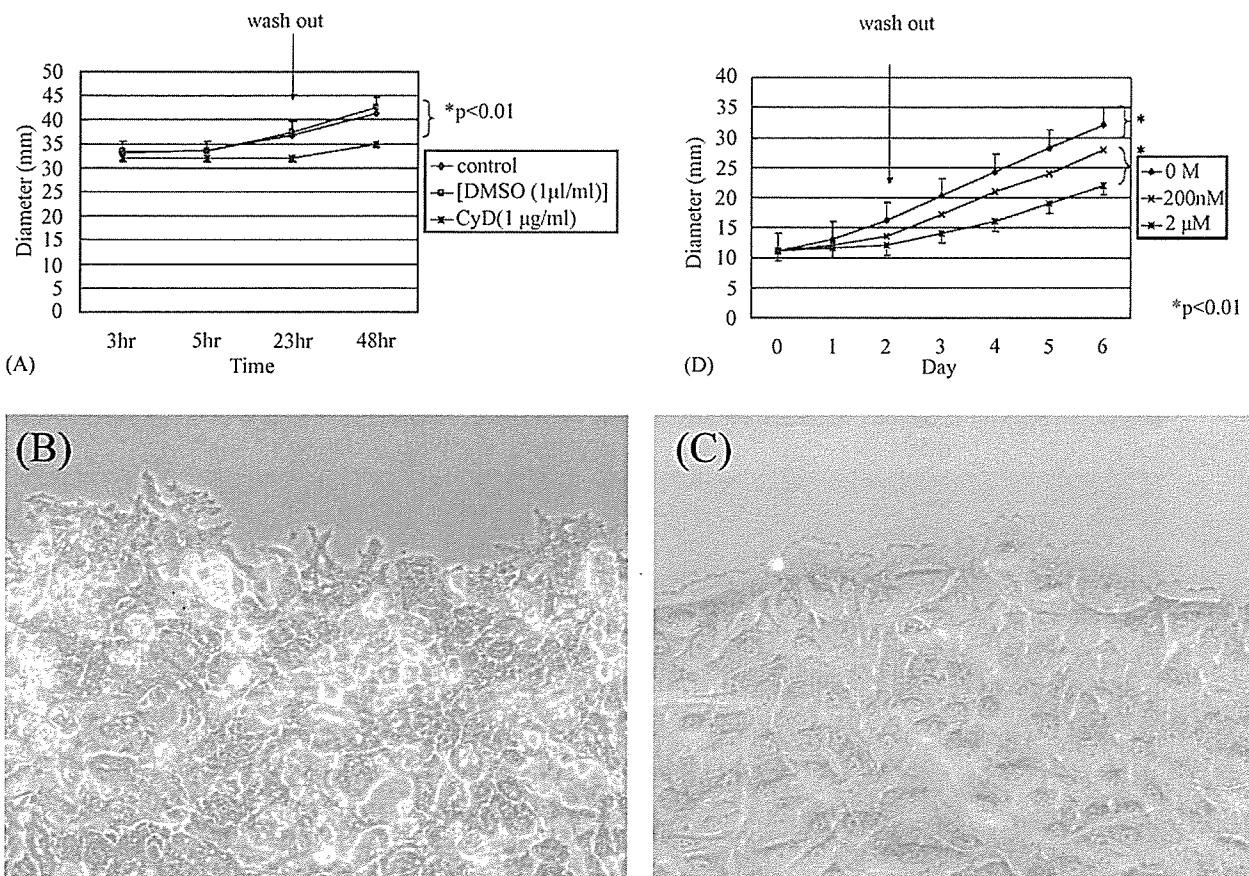 wash out
50
45
40
35
30
25
20
15
10
5
0
Diameter (mm)
3hr 5hr 23hr 48hr
Time
(A)
*p<0.01
control
[DMSO (1μl/ml)]
CyD(1 μg/ml)
wash out
40
35
30
25
20
15
10
5
0
Diameter (mm)
0 1 2 3 4 5 6
Day
(D)
*
*
0 M
200nM
2 μM
*p<0.01
(B)
(C)